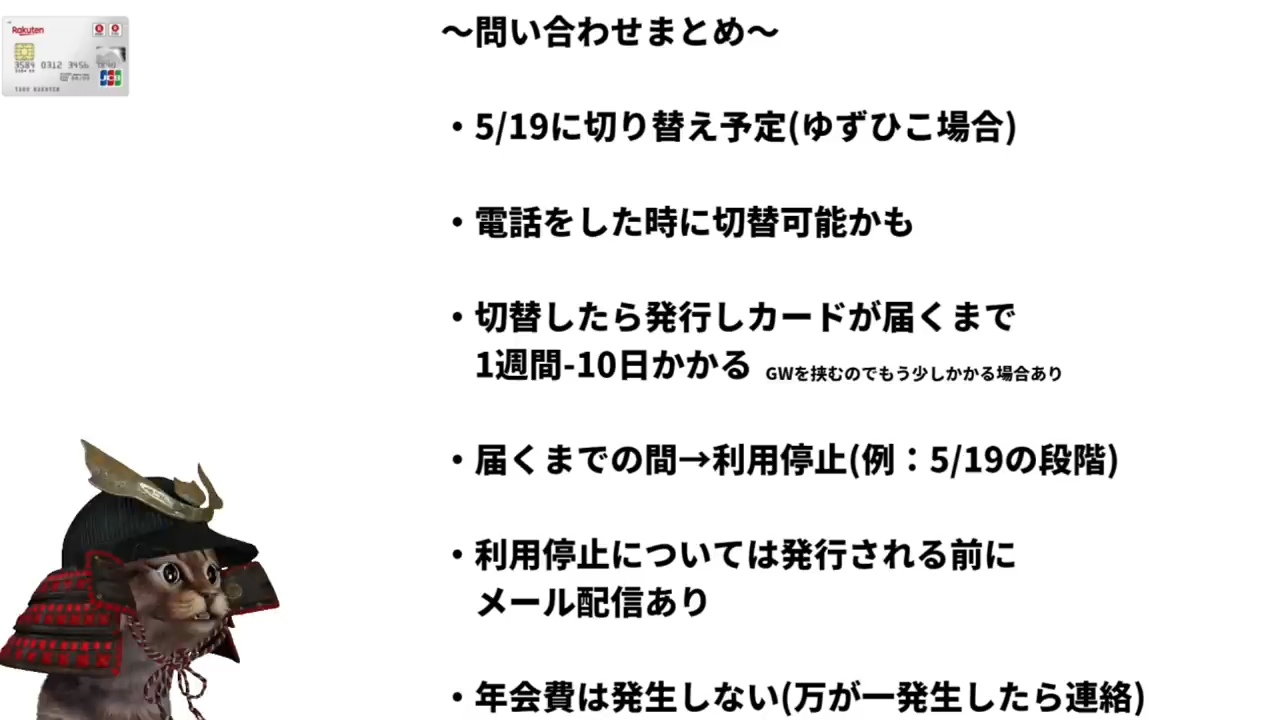 Rakuten
3584 0312 3456
TARO RAKUTEN
JCB
〜問い合わせまとめ〜
・5/19に切り替え予定(ゆずひこ場合)
・電話をした時に切替可能かも
・切替したら発行しカードが届くまで
1週間-10日かかる GWを挟むのでもう少しかかる場合あり
・届くまでの間→利用停止(例：5/19の段階)
・利用停止については発行される前に
メール配信あり
・年会費は発生しない(万が一発生したら連絡)